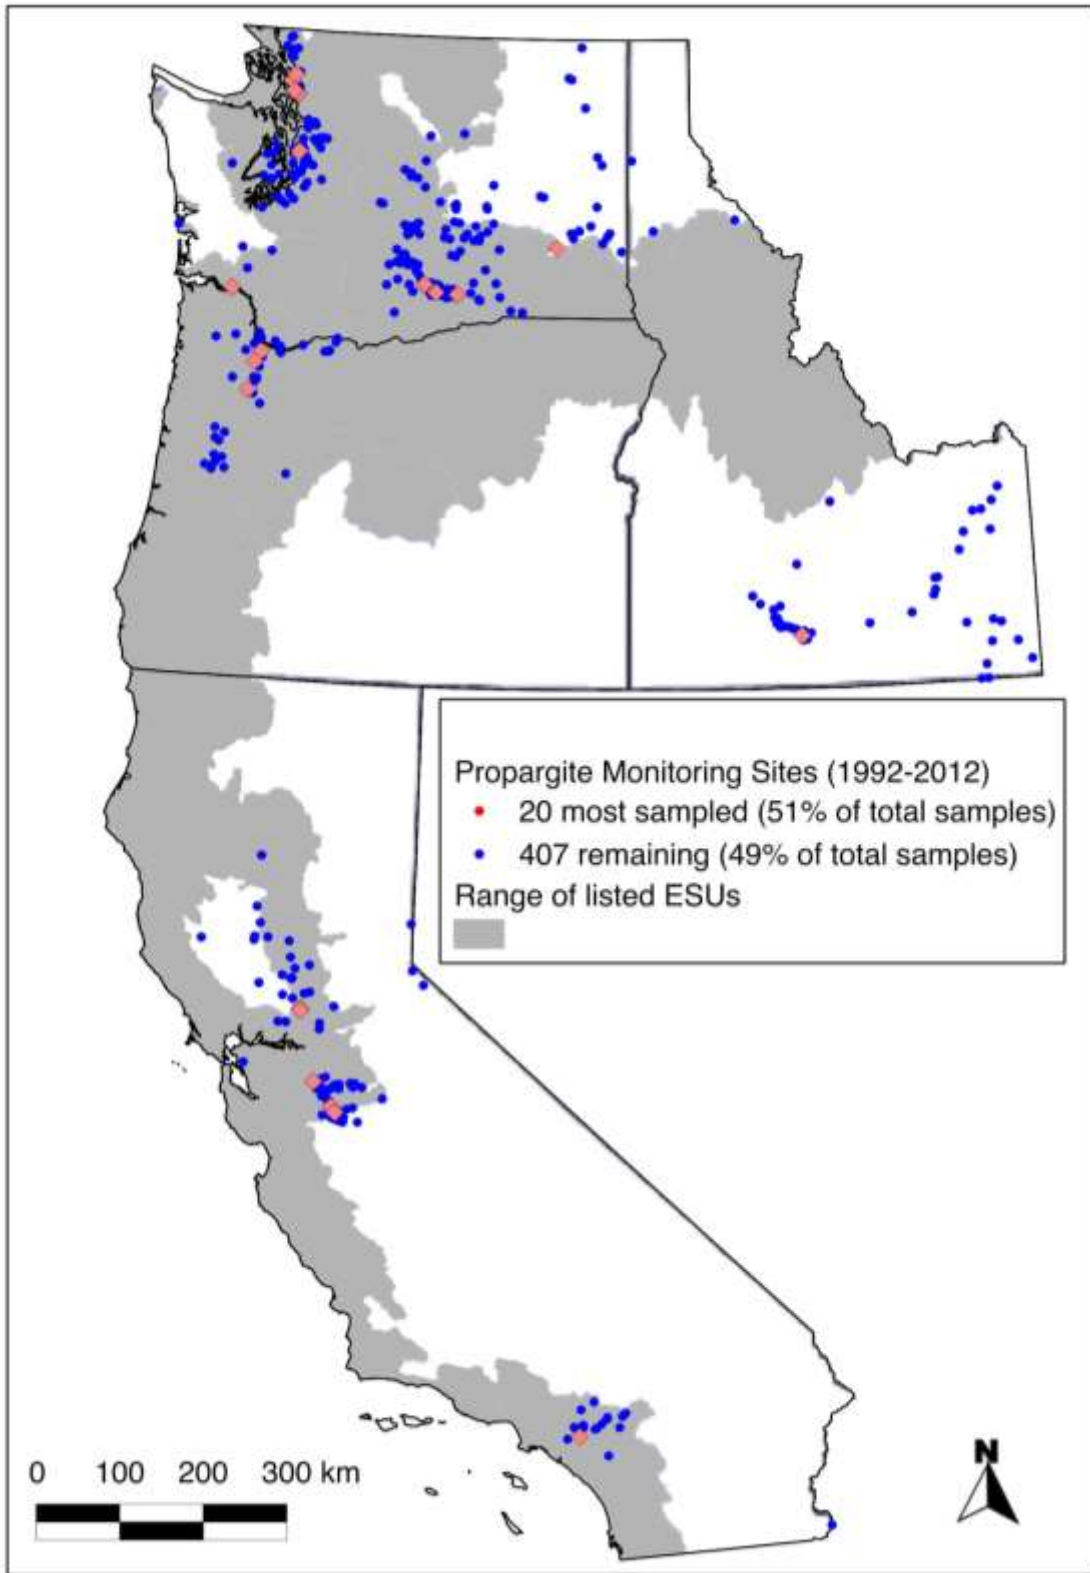 Propargite Monitoring Sites (1992-2012)
20 most sampled (51% of total samples)
407 remaining (49% of total samples)
Range of listed ESUs
0 100 200 300 km
N